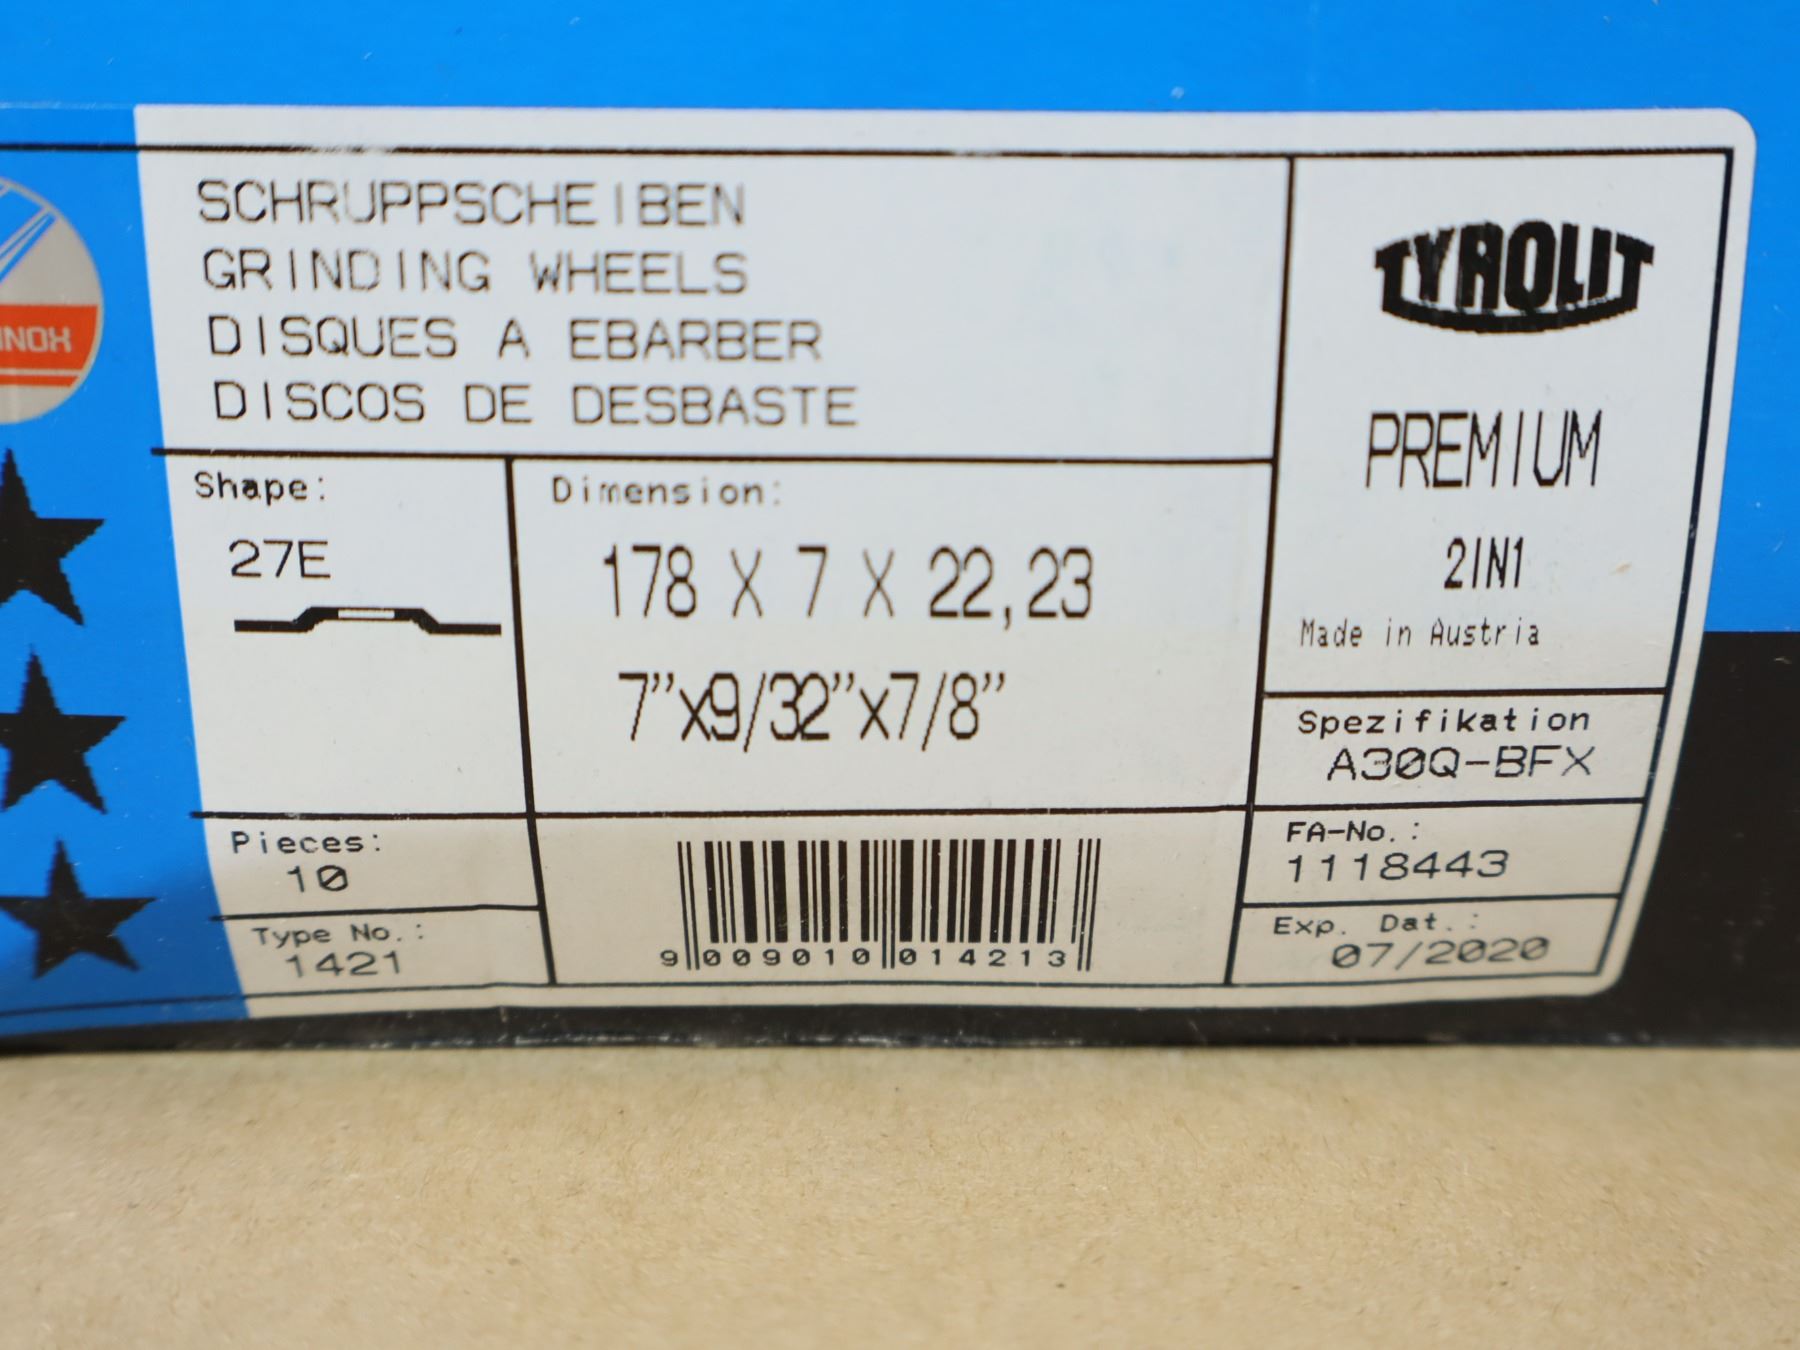 INOX
SCHRUPPSCHEIBEN
GRINDING WHEELS
DISQUES A EBARBER
DISCOS DE DESBASTE
TYROLIT
PREMIUM
2IN1
Made in Austria
Shape:
27E
Dimension:
178 X 7 X 22,23
7"x9/32"x7/8"
Spezifikation
A30Q-BFX
Pieces:
10
Type No.:
1421
9 009010 014213
FA-No.:
1118443
Exp. Dat.:
07/2020